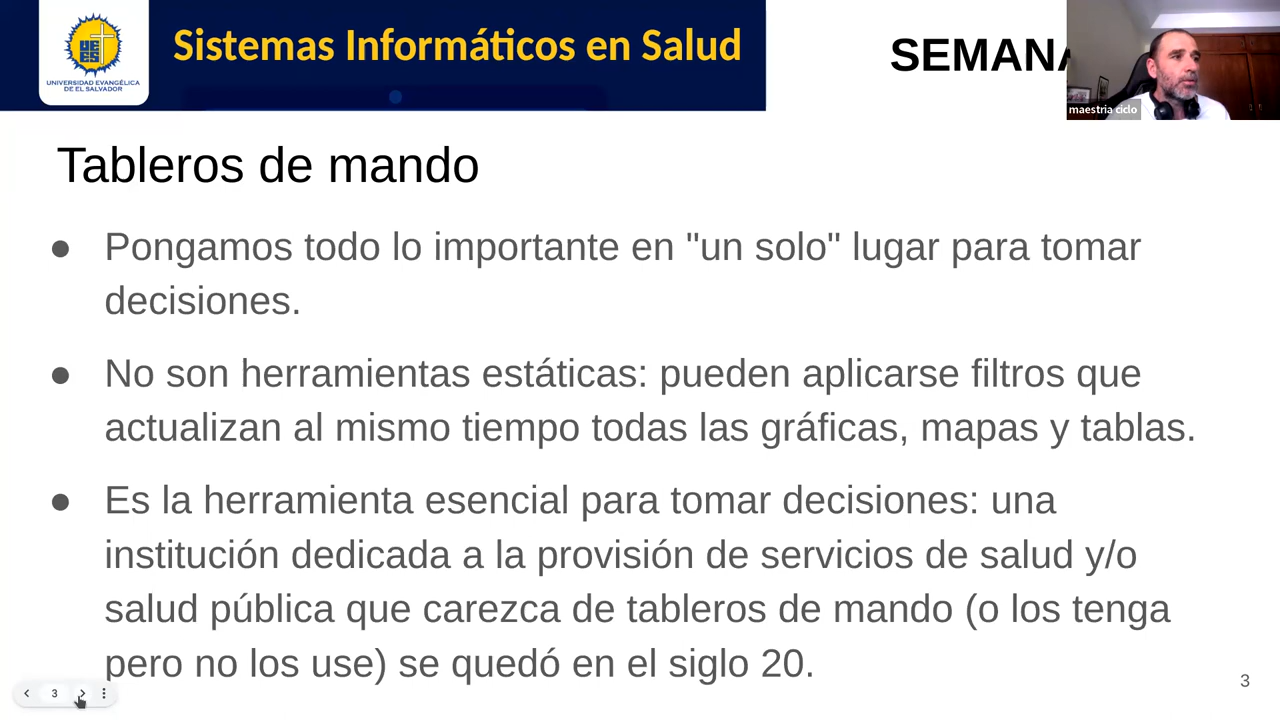 Sistemas Informáticos en Salud
UEES
UNIVERSIDAD EVANGÉLICA
DE EL SALVADOR
SEMANA
maestria ciclo
Tableros de mando
● Pongamos todo lo importante en "un solo" lugar para tomar
decisiones.
● No son herramientas estáticas: pueden aplicarse filtros que
actualizan al mismo tiempo todas las gráficas, mapas y tablas.
● Es la herramienta esencial para tomar decisiones: una
institución dedicada a la provisión de servicios de salud y/o
salud pública que carezca de tableros de mando (o los tenga
pero no los use) se quedó en el siglo 20.
3
3